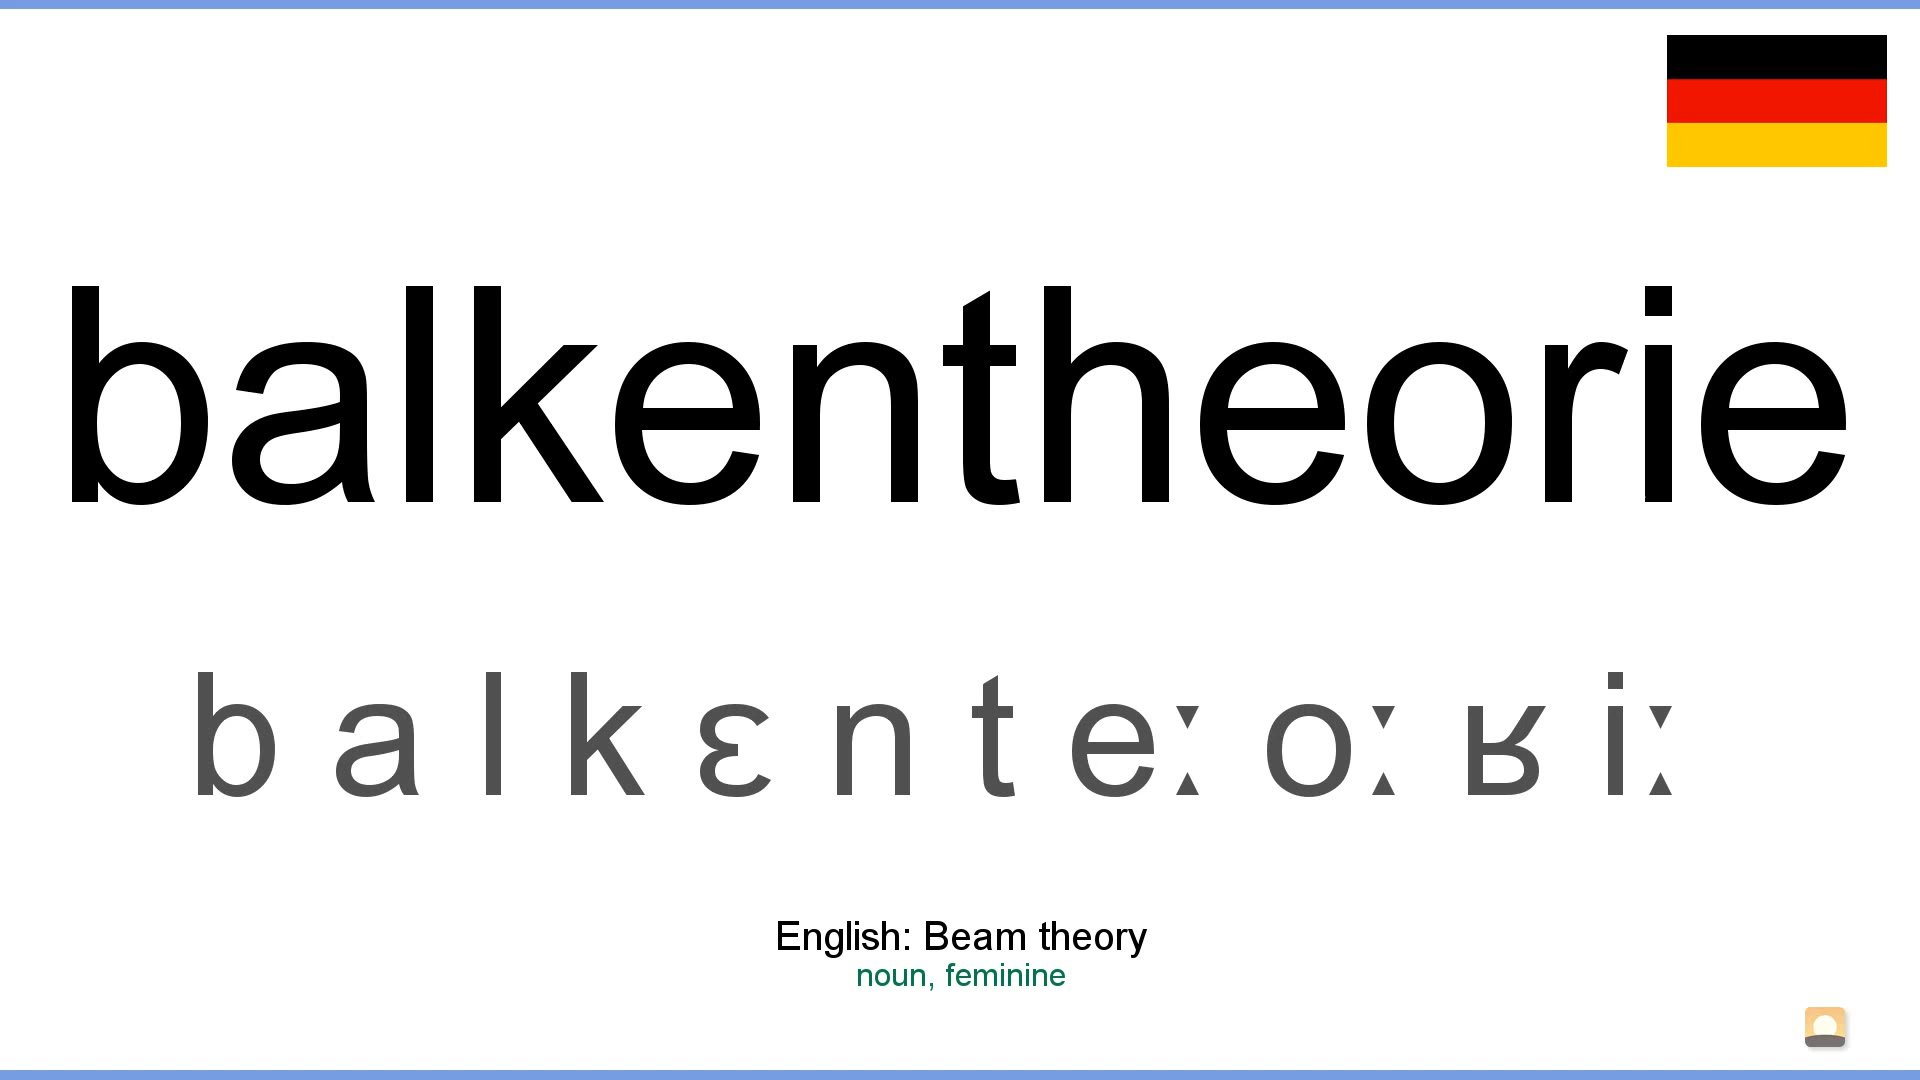 balkentheorie
b a l k ɛ n t eː oː ʁ iː
English: Beam theory
noun, feminine